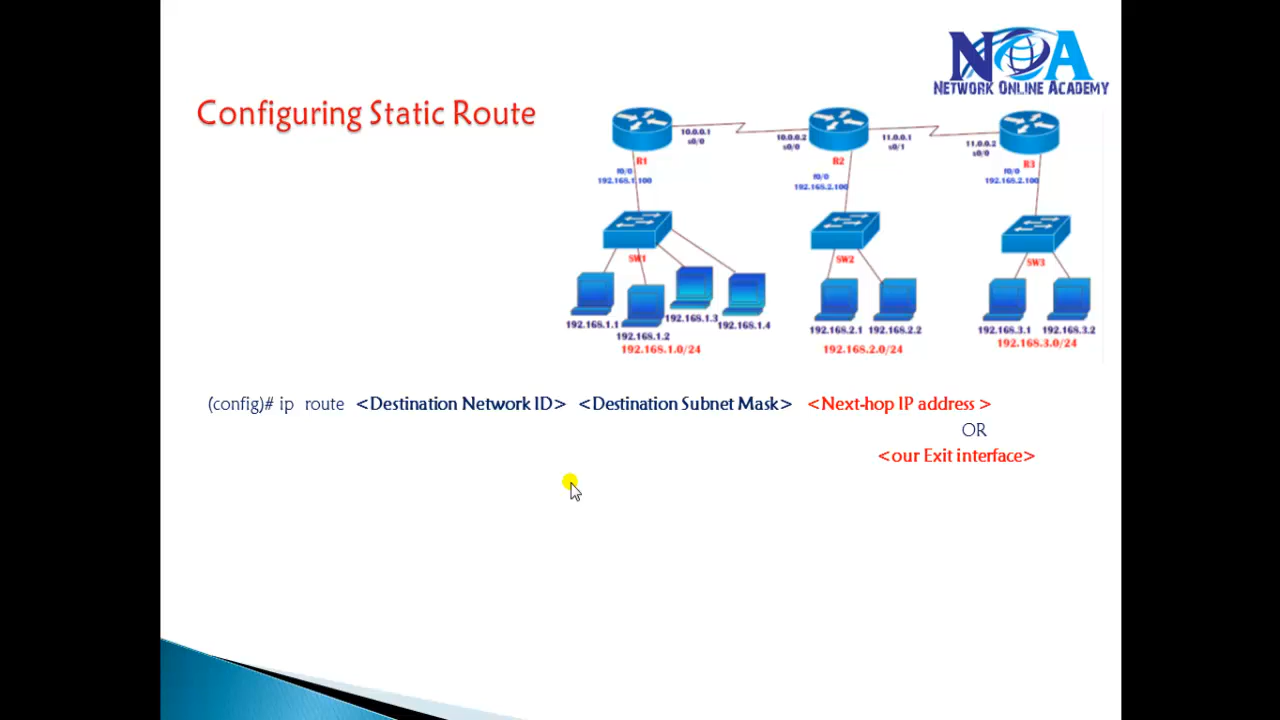 NOA
NETWORK ONLINE ACADEMY
Configuring Static Route
10.0.0.1
s0/0
10.0.0.2
s0/0
11.0.0.1
s0/1
11.0.0.2
s0/0
R1
R2
R3
f0/0
192.168.1.100
f0/0
192.168.2.100
f0/0
192.168.2.100
SW1
SW2
SW3
192.168.1.1
192.168.1.2
192.168.1.3
192.168.1.4
192.168.1.0/24
192.168.2.1 192.168.2.2
192.168.2.0/24
192.168.3.1 192.168.3.2
192.168.3.0/24
(config)# ip route <Destination Network ID> <Destination Subnet Mask> <Next-hop IP address >
OR
<our Exit interface>